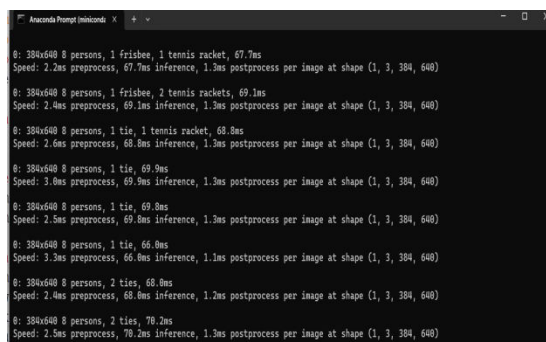 Anaconda Prompt (minicond
0: 384x640 8 persons, 1 frisbee, 1 tennis racket, 67.7ms
Speed: 2.2ms preprocess, 67.7ms inference, 1.3ms postprocess per image at shape (1, 3, 384, 640)
0: 384x640 8 persons, 1 frisbee, 2 tennis rackets, 69.1ms
Speed: 2.4ms preprocess, 69.1ms inference, 1.3ms postprocess per image at shape (1, 3, 384, 640)
0: 384x640 8 persons, 1 tie, 1 tennis racket, 68.8ms
Speed: 2.6ms preprocess, 68.8ms inference, 1.3ms postprocess per image at shape (1, 3, 384, 640)
0: 384x640 8 persons, 1 tie, 69.9ms
Speed: 3.0ms preprocess, 69.9ms inference, 1.3ms postprocess per image at shape (1, 3, 384, 640)
0: 384x640 8 persons, 1 tie, 69.8ms
Speed: 2.5ms preprocess, 69.8ms inference, 1.3ms postprocess per image at shape (1, 3, 384, 640)
0: 384x640 8 persons, 1 tie, 66.0ms
Speed: 3.3ms preprocess, 66.0ms inference, 1.1ms postprocess per image at shape (1, 3, 384, 640)
0: 384x640 8 persons, 2 ties, 68.0ms
Speed: 2.4ms preprocess, 68.0ms inference, 1.2ms postprocess per image at shape (1, 3, 384, 640)
0: 384x640 8 persons, 2 ties, 70.2ms
Speed: 2.5ms preprocess, 70.2ms inference, 1.3ms postprocess per image at shape (1, 3, 384, 640)